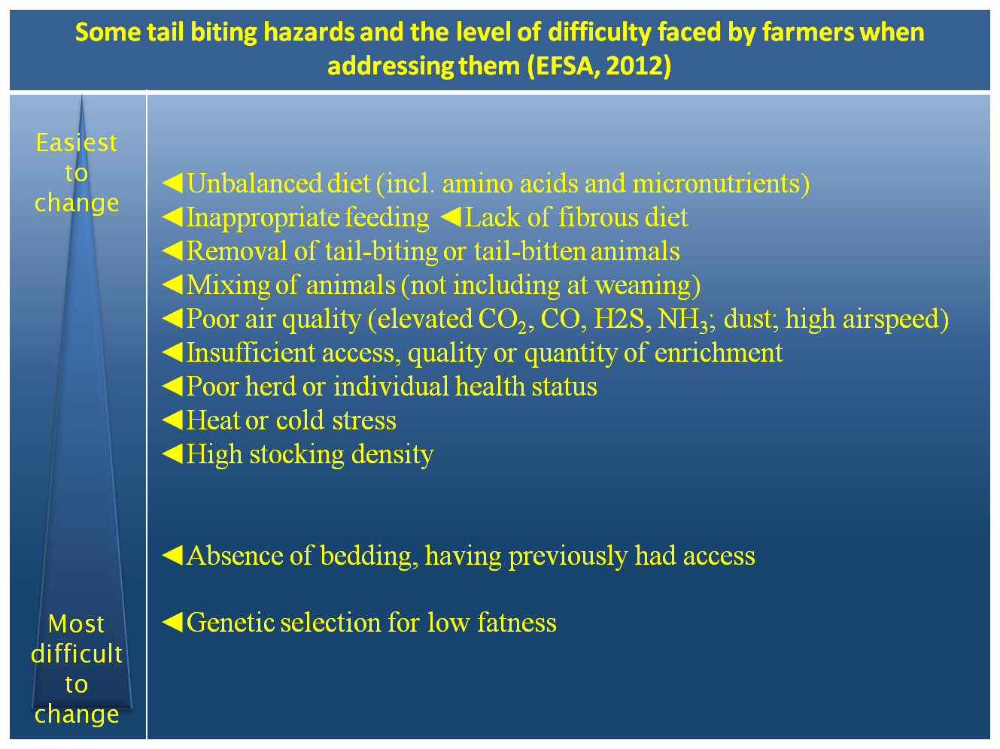 Some tail biting hazards and the level of difficulty faced by farmers when
addressing them (EFSA, 2012)
Easiest
to
change
◄Unbalanced diet (incl. amino acids and micronutrients)
◄Inappropriate feeding ◄Lack of fibrous diet
◄Removal of tail-biting or tail-bitten animals
◄Mixing of animals (not including at weaning)
◄Poor air quality (elevated CO₂, CO, H2S, NH₃; dust; high airspeed)
◄Insufficient access, quality or quantity of enrichment
◄Poor herd or individual health status
◄Heat or cold stress
◄High stocking density
◄Absence of bedding, having previously had access
◄Genetic selection for low fatness
Most
difficult
to
change